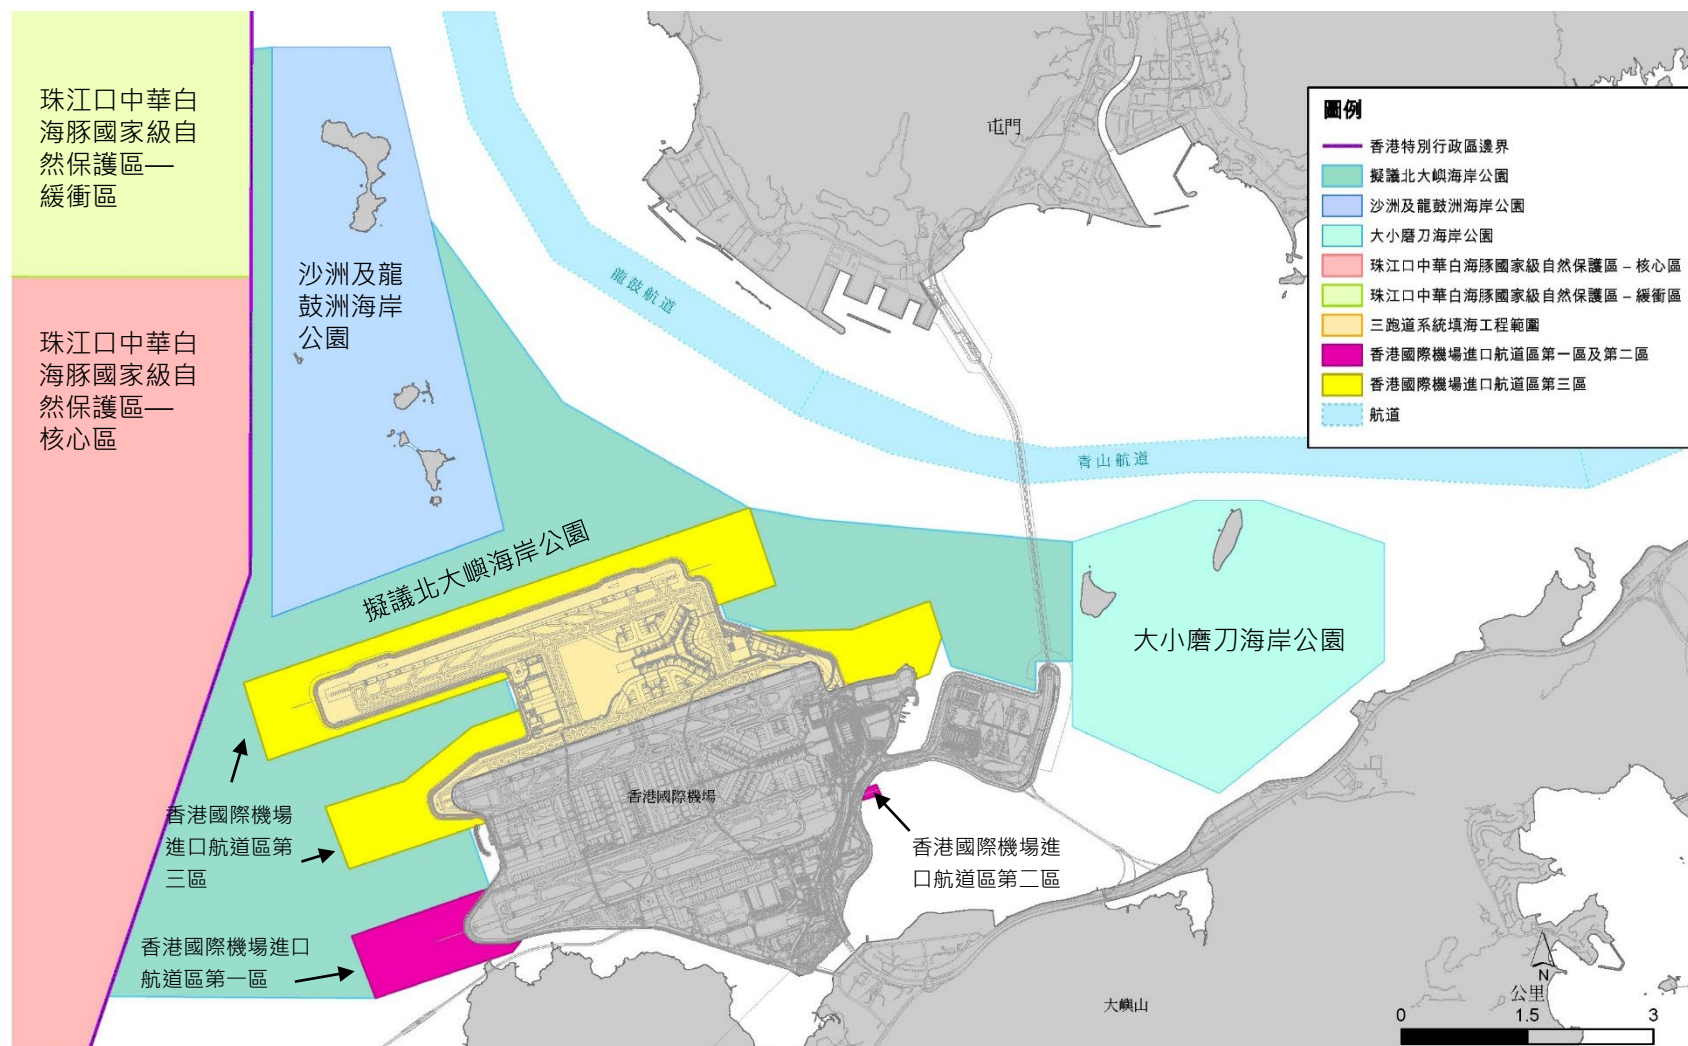 珠江口中華白
海豚國家級自
然保護區—
緩衝區
珠江口中華白
海豚國家級自
然保護區—
核心區
沙洲及龍
鼓洲海岸
公園
擬議北大嶼海岸公園
龍鼓航道
屯門
青山航道
大小磨刀海岸公園
香港國際機場
香港國際機場
進口航道區第
三區
香港國際機場進口
航道區第一區
香港國際機場進
口航道區第二區
大嶼山
圖例
香港特別行政區邊界
擬議北大嶼海岸公園
沙洲及龍鼓洲海岸公園
大小磨刀海岸公園
珠江口中華白海豚國家級自然保護區 – 核心區
珠江口中華白海豚國家級自然保護區 – 緩衝區
三跑道系統填海工程範圍
香港國際機場進口航道區第一區及第二區
香港國際機場進口航道區第三區
航道
N
公里
0 1.5 3